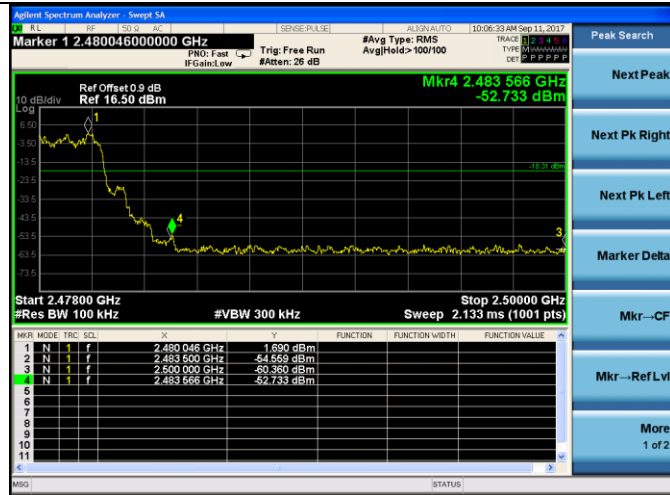 Agilent Spectrum Analyzer - Swept SA
RL RF 50 Ω AC SENSE:PULSE ALIGN AUTO 10:06:33 AM Sep 11, 2017
Marker 1 2.480046000000 GHz
PNO: Fast
IFGain:Low
Trig: Free Run
#Atten: 26 dB
#Avg Type: RMS
Avg|Hold:>100/100
TRACE 1 2 3 4 5 6
TYPE
DET P P P P P P
Ref Offset 0.9 dB
10 dB/div Ref 16.50 dBm
Log
Mkr4 2.483 566 GHz
-52.733 dBm
6.50
-3.50
-13.5
-33.5
-43.5
-53.5
-63.5
-73.5
1
4
3
Start 2.47800 GHz Stop 2.50000 GHz
#Res BW 100 kHz #VBW 300 kHz Sweep 2.133 ms (1001 pts)
MKR MODE TRC SCL X Y FUNCTION FUNCTION WIDTH FUNCTION VALUE
1 N 1 f 2.480 046 GHz 1.690 dBm
2 N 1 f 2.483 500 GHz -54.559 dBm
3 N 1 f 2.500 000 GHz -60.360 dBm
4 N 1 f 2.483 566 GHz -52.733 dBm
5
6
7
8
9
10
11
MSG STATUS
Peak Search
Next Peak
Next Pk Right
Next Pk Left
Marker Delta
Mkr→CF
Mkr→Ref Lvl
More
1 of 2